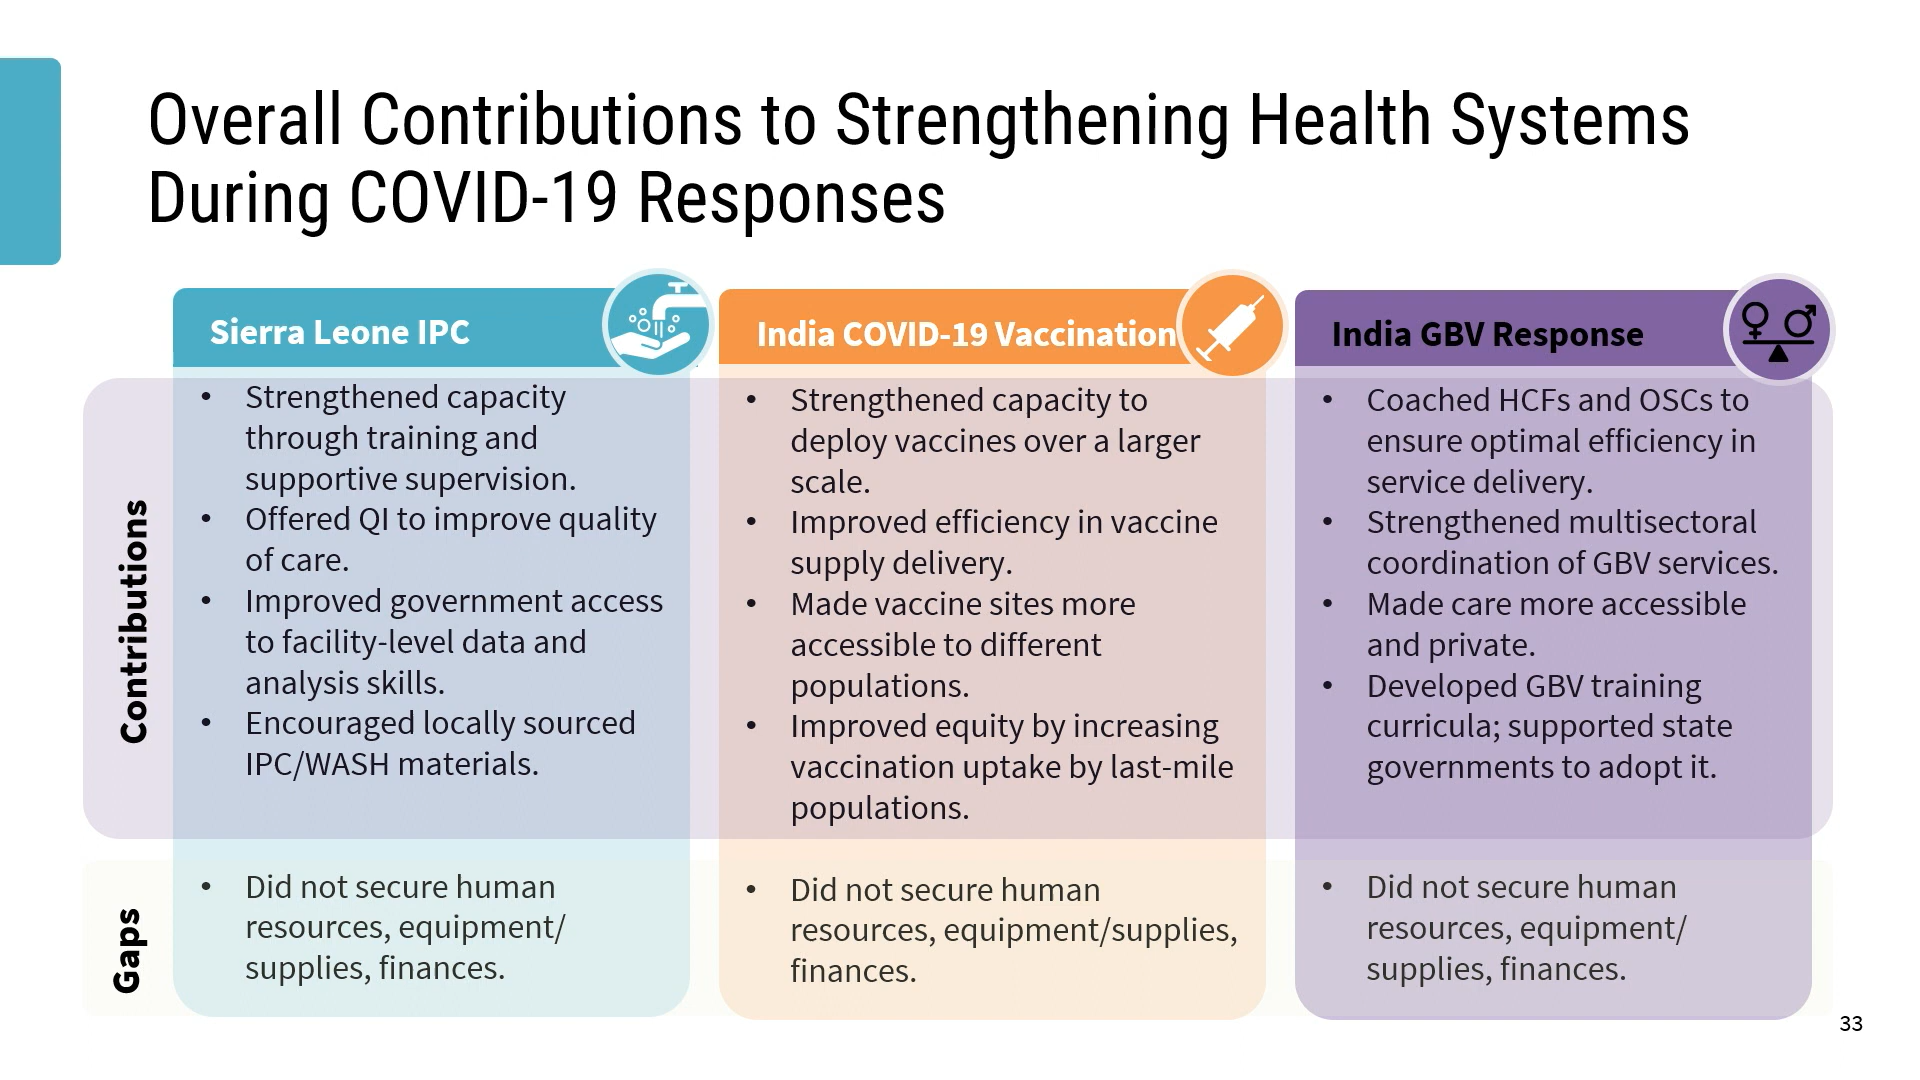 Overall Contributions to Strengthening Health Systems
During COVID-19 Responses
Sierra Leone IPC
India COVID-19 Vaccination
India GBV Response
Contributions
• Strengthened capacity
through training and
supportive supervision.
• Offered QI to improve quality
of care.
• Improved government access
to facility-level data and
analysis skills.
• Encouraged locally sourced
IPC/WASH materials.
• Strengthened capacity to
deploy vaccines over a larger
scale.
• Improved efficiency in vaccine
supply delivery.
• Made vaccine sites more
accessible to different
populations.
• Improved equity by increasing
vaccination uptake by last-mile
populations.
• Coached HCFs and OSCs to
ensure optimal efficiency in
service delivery.
• Strengthened multisectoral
coordination of GBV services.
• Made care more accessible
and private.
• Developed GBV training
curricula; supported state
governments to adopt it.
Gaps
• Did not secure human
resources, equipment/
supplies, finances.
• Did not secure human
resources, equipment/supplies,
finances.
• Did not secure human
resources, equipment/
supplies, finances.
33